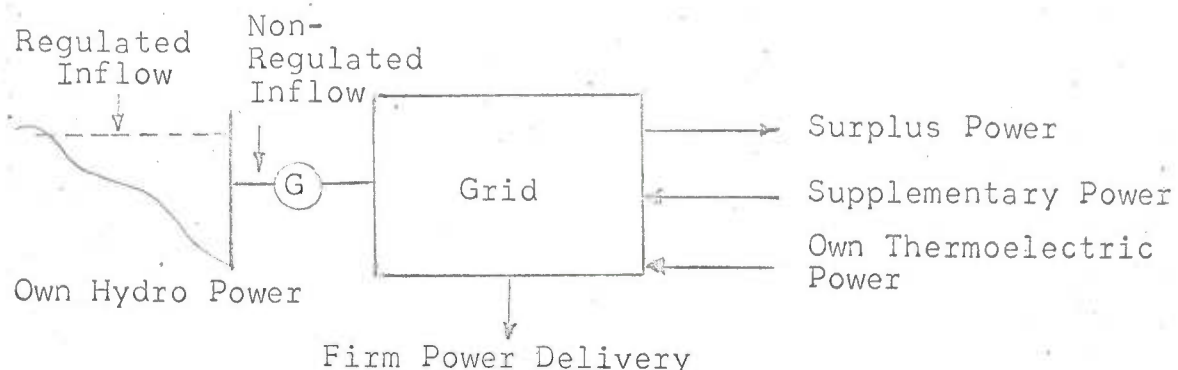 Regulated
Inflow
Non-
Regulated
Inflow
G
Grid
Surplus Power
Supplementary Power
Own Thermoelectric
Power
Own Hydro Power
Firm Power Delivery